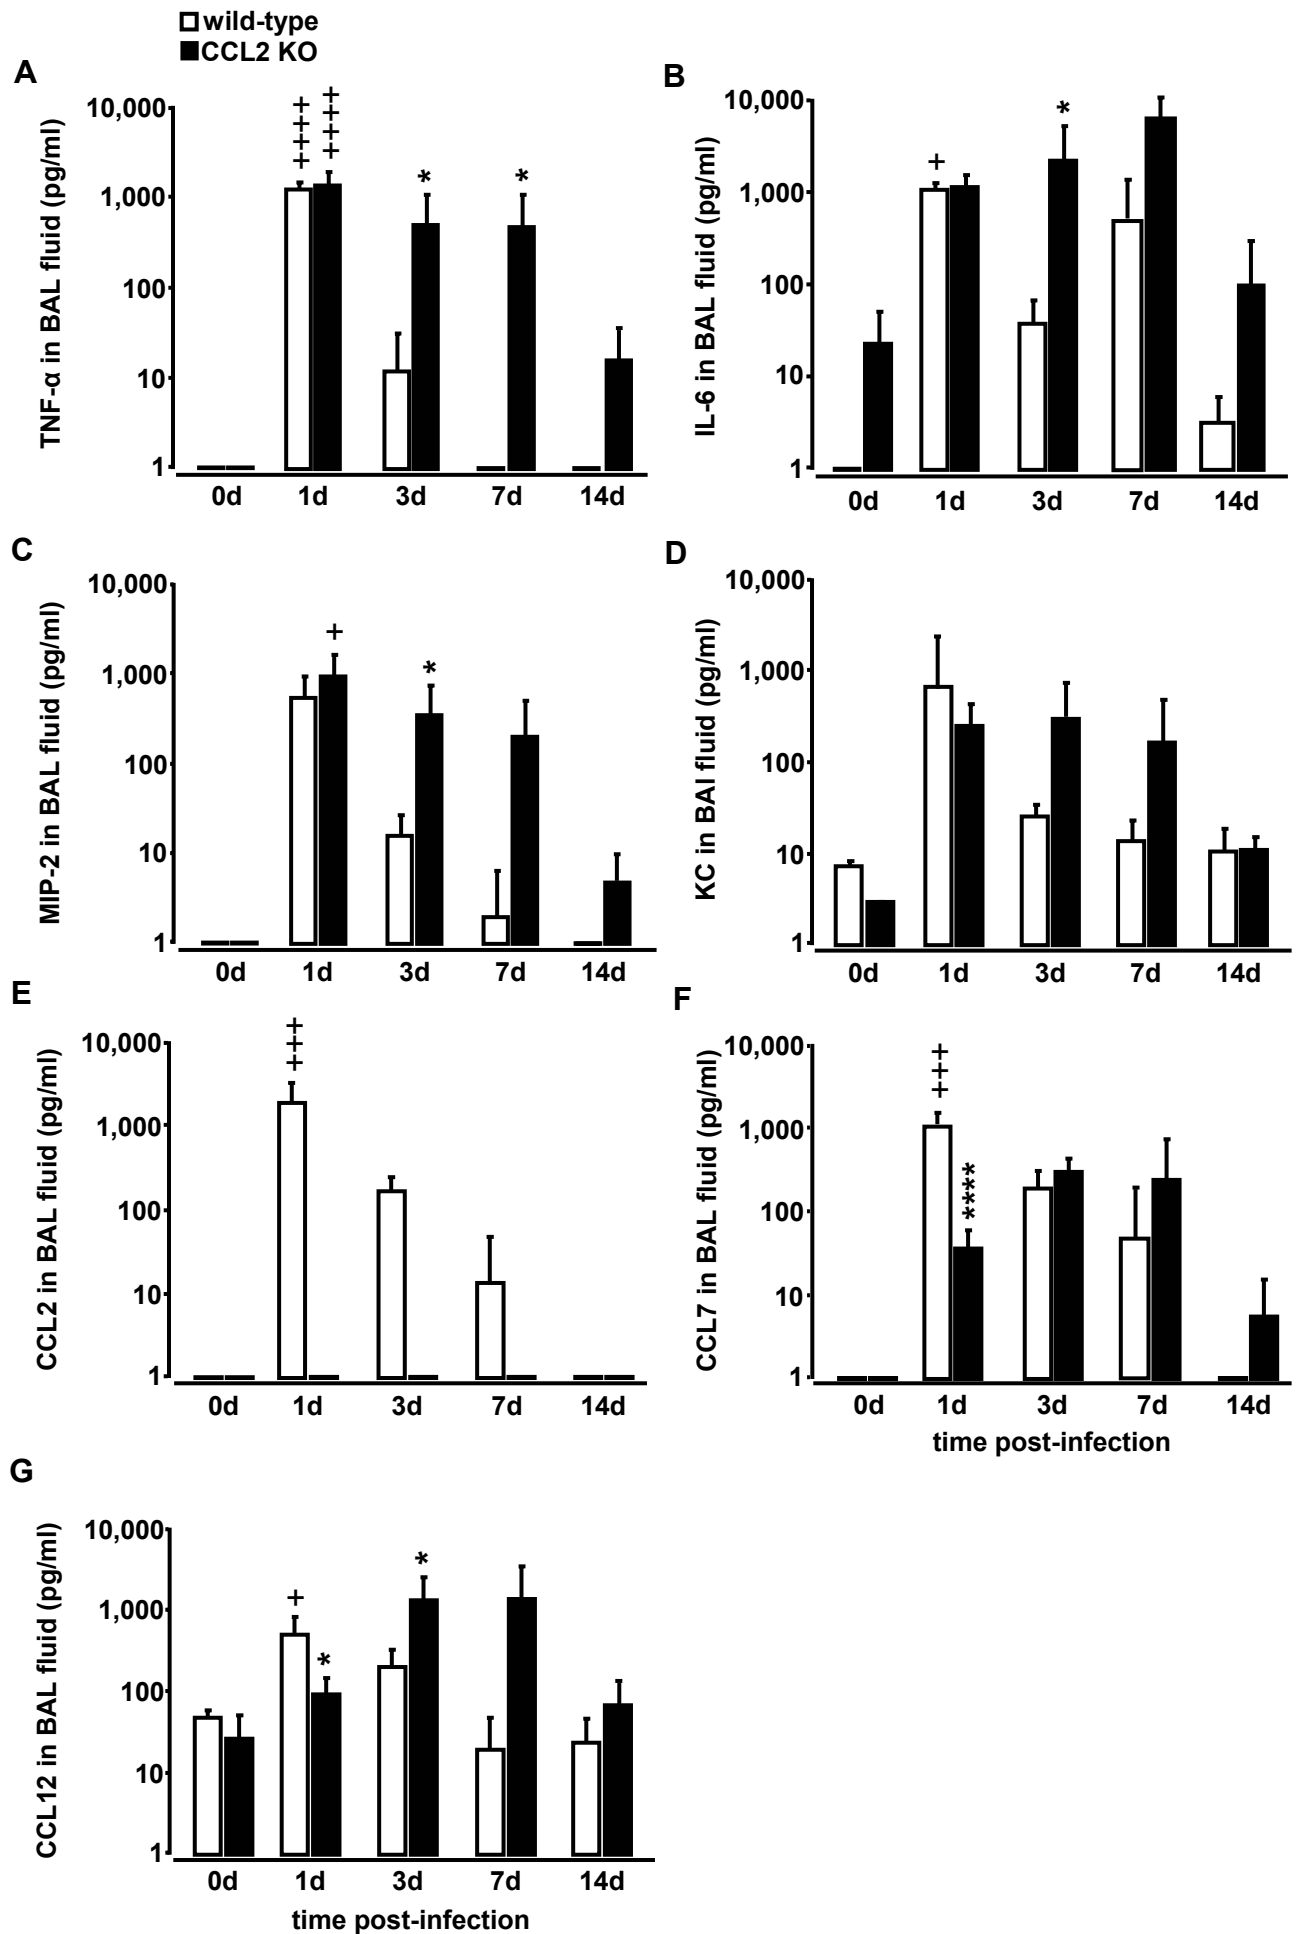 wild-type
CCL2 KO
A
TNF-α in BAL fluid (pg/ml)
10,000
1,000
100
10
1
++++
++++
*
*
0d 1d 3d 7d 14d
B
IL-6 in BAL fluid (pg/ml)
10,000
1,000
100
10
1
+
*
0d 1d 3d 7d 14d
C
MIP-2 in BAL fluid (pg/ml)
10,000
1,000
100
10
1
+
*
0d 1d 3d 7d 14d
D
KC in BAl fluid (pg/ml)
10,000
1,000
100
10
1
0d 1d 3d 7d 14d
E
CCL2 in BAL fluid (pg/ml)
10,000
1,000
100
10
1
+++
0d 1d 3d 7d 14d
F
CCL7 in BAL fluid (pg/ml)
10,000
1,000
100
10
1
+++
****
0d 1d 3d 7d 14d
time post-infection
G
CCL12 in BAL fluid (pg/ml)
10,000
1,000
100
10
1
+
*
*
0d 1d 3d 7d 14d
time post-infection